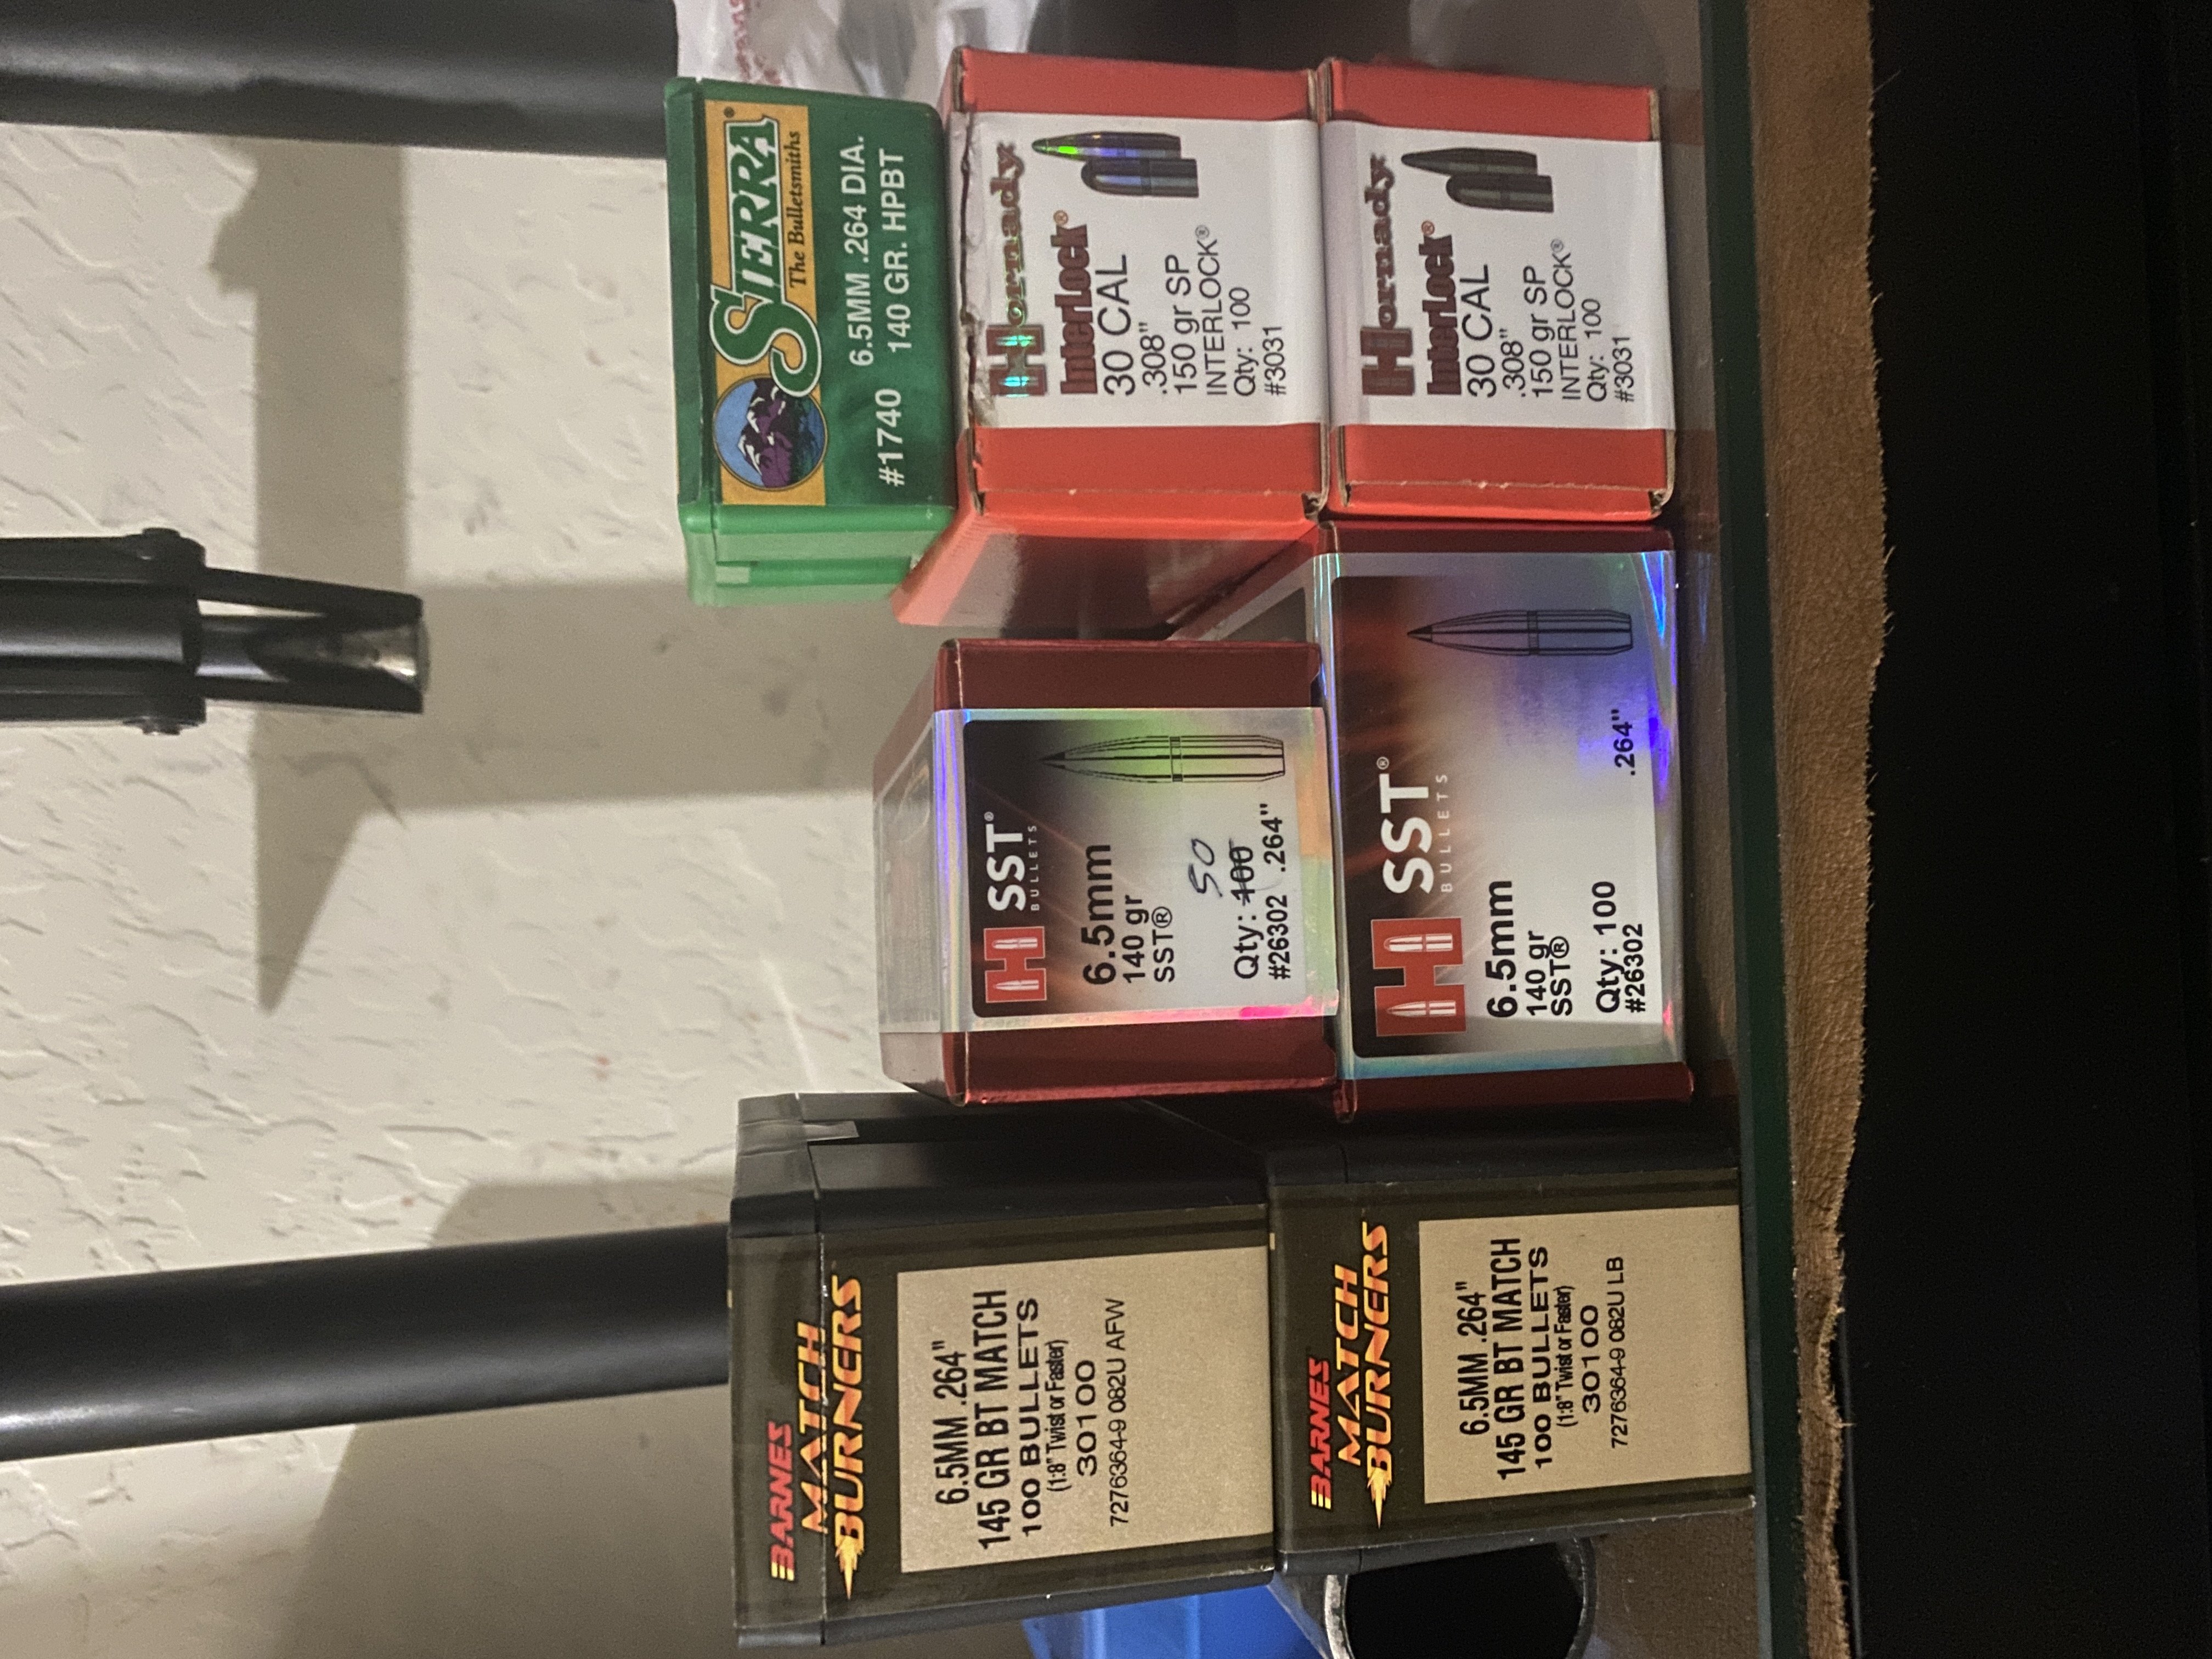 BARNES
MATCH
BURNERS
6.5MM .264"
145 GR BT MATCH
100 BULLETS
(1:8" Twist or Faster)
30100
7276364-9 082U AFW
BARNES
MATCH
BURNERS
6.5MM .264"
145 GR BT MATCH
100 BULLETS
(1:8" Twist or Faster)
30100
7276364-9 082U LB
H SST®
BULLETS
6.5mm
140 gr
SST®
50
Qty: 100
#26302 .264"
H SST®
BULLETS
6.5mm
140 gr
SST®
Qty: 100
#26302 .264"
SIERRA®
The Bulletsmiths
#1740 6.5MM .264 DIA.
140 GR. HPBT
Hornady
InterLock®
30 CAL
.308"
150 gr SP
INTERLOCK®
Qty: 100
#3031
Hornady
InterLock®
30 CAL
.308"
150 gr SP
INTERLOCK®
Qty: 100
#3031